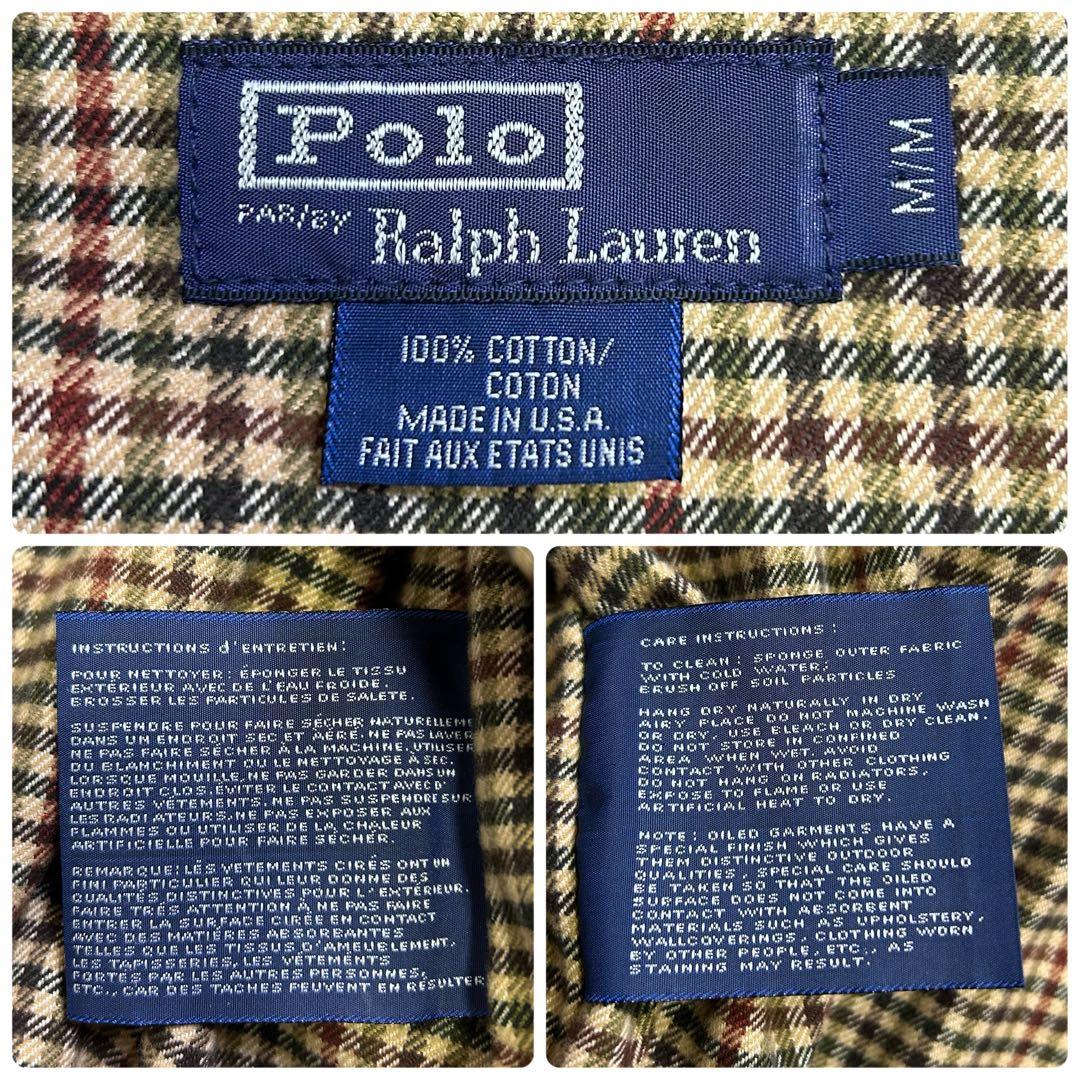 Polo
M/M
PAR/BY Ralph Lauren
100% COTTON/
COTON
MADE IN U.S.A.
FAIT AUX ETATS UNIS
INSTRUCTIONS d'ENTRETIEN:
POUR NETTOYER: ÉPONGER LE TISSU
EXTÉRIEUR AVEC DE L'EAU FROIDE.
BROSSER LES PARTICULES DE SALETE.
SUSPENDRE POUR FAIRE SÉCHER NATURELLEME
DANS UN ENDROIT SEC ET AÉRÉ. NE PAS LAVER
NE PAS FAIRE SÉCHER À LA MACHINE. UTILISER
DU BLANCHIMENT OU LE NETTOYAGE À SEC.
LORSQUE MOUILLE, NE PAS GARDER DANS UN
ENDROIT CLOS. ÉVITER LE CONTACT AVEC D'
AUTRES VÉTEMENTS. NE PAS SUSPENDRE SUR
LES RADIATEURS. NE PAS EXPOSER AUX
FLAMMES OU UTILISER DE LA CHALEUR
ARTIFICIELLE POUR FAIRE SÉCHER.
REMARQUE: LÉS VETEMENTS CIRÉS ONT UN
FINI PARTICULIER QUI LEUR DONNE DES
QUALITÉS DISTINCTIVES POUR L'EXTÉRIEUR.
FAIRE TRÉS ATTENTION À NE PAS FAIRE
ENTRER LA SURFACE CIRÉE EN CONTACT
AVEC DES MATIÉRES ABSORBANTES
TELLES QUE LES TISSUS D'AMEUBLEMENT,
LES TAPISSERIES, LES VÉTEMENTS
PORTÉS PAR LES AUTRES PERSONNES,
ETC., CAR DES TACHES PEUVENT EN RÉSULTER
CARE INSTRUCTIONS:
TO CLEAN: SPONGE OUTER FABRIC
WITH COLD WATER;
BRUSH OFF SOIL PARTICLES
HANG DRY NATURALLY IN DRY
AIRY PLACE DO NOT MACHINE WASH
OR DRY, USE BLEACH OR DRY CLEAN.
DO NOT STORE IN CONFINED
AREA WHEN WET. AVOID
CONTACT WITH OTHER CLOTHING
DO NOT HANG ON RADIATORS,
EXPOSE TO FLAME OR USE
ARTIFICIAL HEAT TO DRY.
NOTE: OILED GARMENTS HAVE A
SPECIAL FINISH WHICH GIVES
THEM DISTINCTIVE OUTDOOR
QUALITIES, SPECIAL CARE SHOULD
BE TAKEN SO THAT THE OILED
SURFACE DOES NOT COME INTO
CONTACT WITH ABSORBENT
MATERIALS SUCH AS UPHOLSTERY,
WALLCOVERINGS, CLOTHING WORN
BY OTHER PEOPLE, ETC., AS
STAINING MAY RESULT.